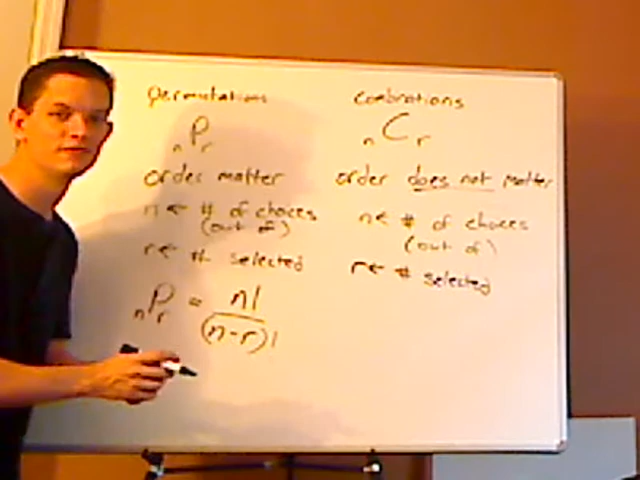 permutations
nPr
order matter
n ← # of choices
(out of)
r ← # selected
nPr = n!
(n-r)!
combnations
nCr
order does not matter
n ← # of choices
(out of)
r ← # selected